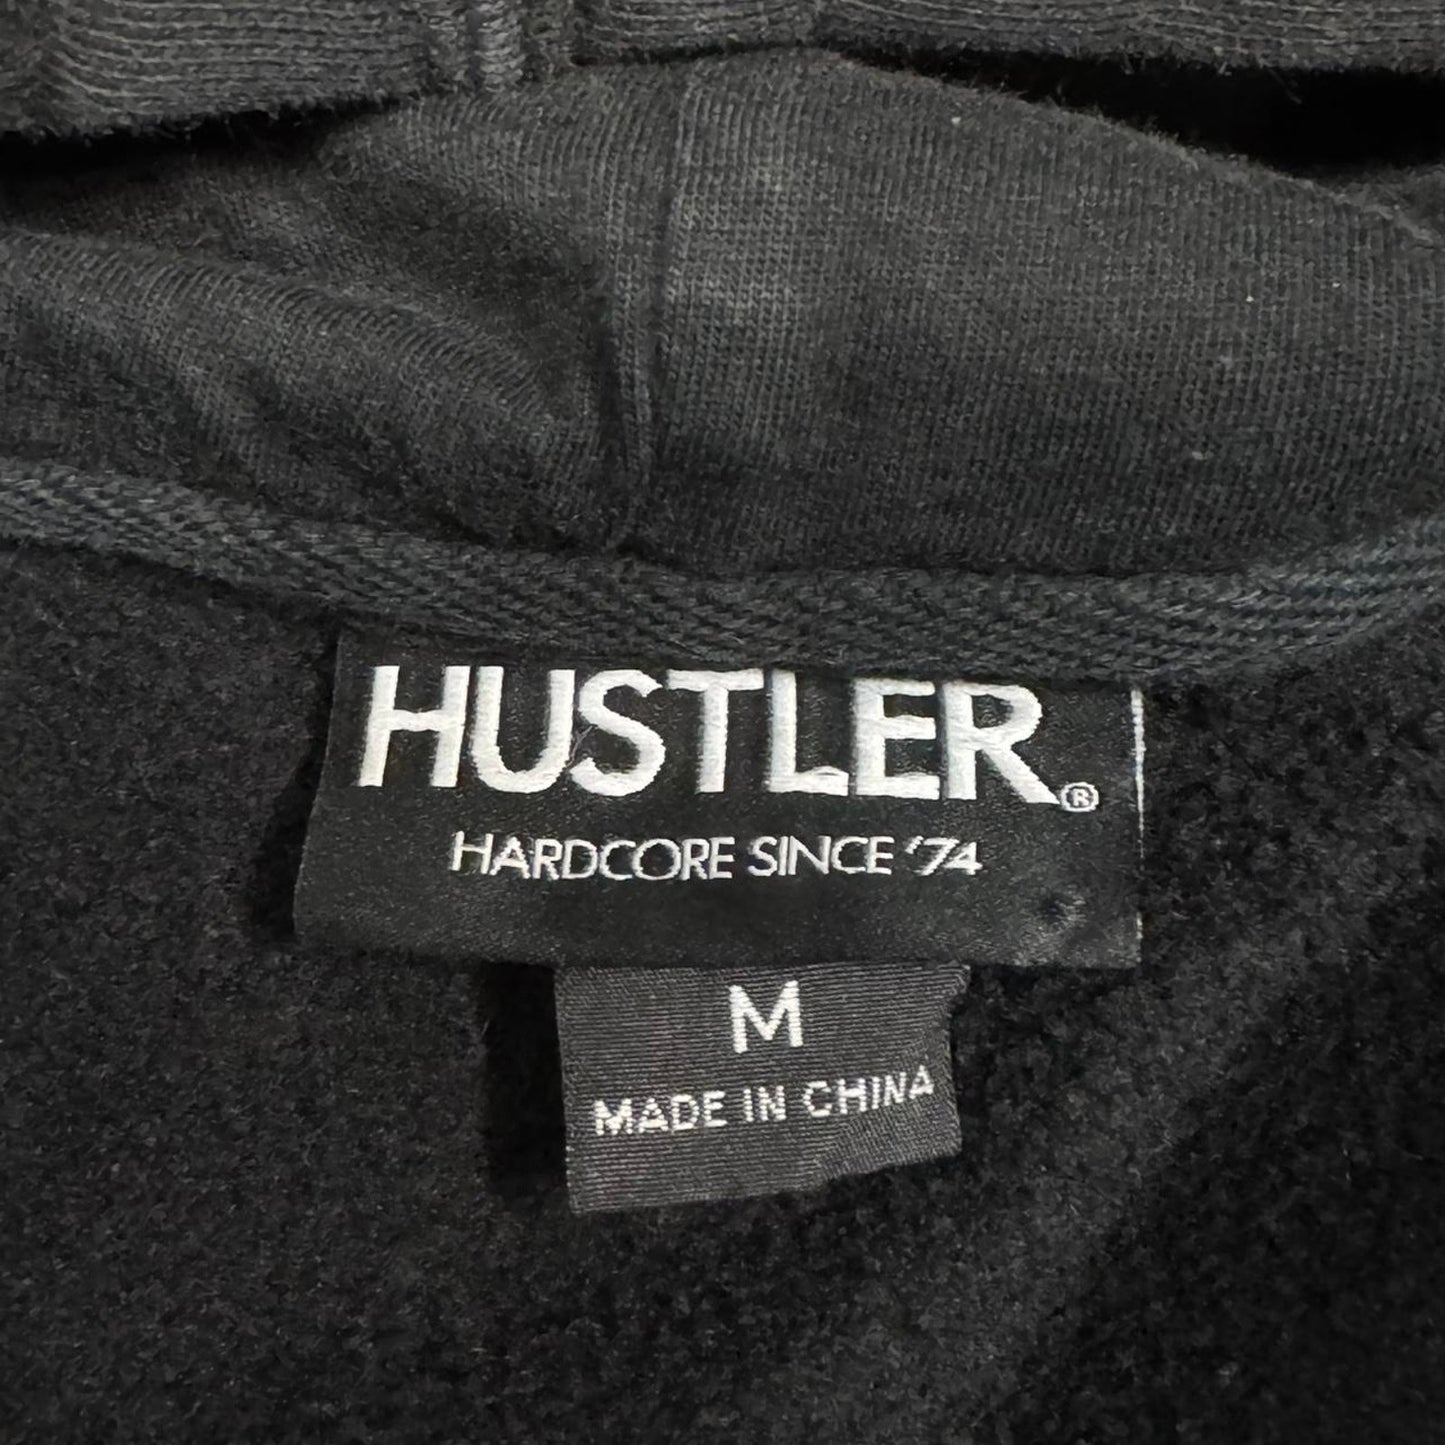 HUSTLER®
HARDCORE SINCE '74
M
MADE IN CHINA